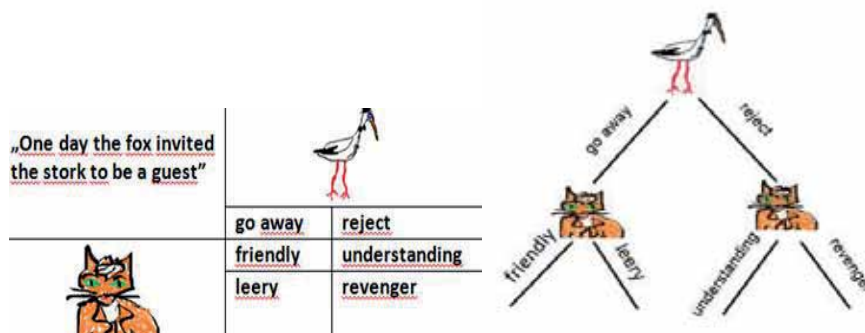 „One day the fox invited
the stork to be a guest”
go away reject
friendly understanding
leery revenger
go away
reject
friendly
leery
understanding
revenger